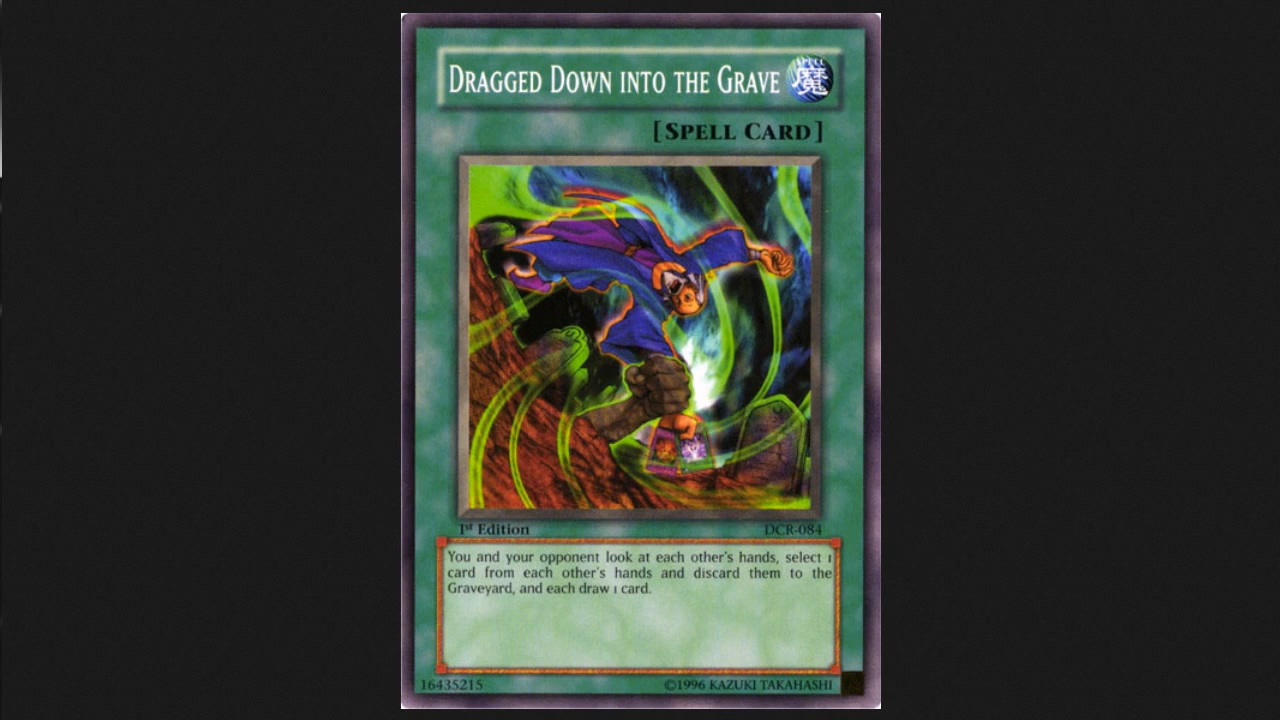 DRAGGED DOWN INTO THE GRAVE
SPELL
魔
[SPELL CARD]
1st Edition
DCR-084
You and your opponent look at each other's hands, select 1
card from each other's hands and discard them to the
Graveyard, and each draw 1 card.
16435215
©1996 KAZUKI TAKAHASHI